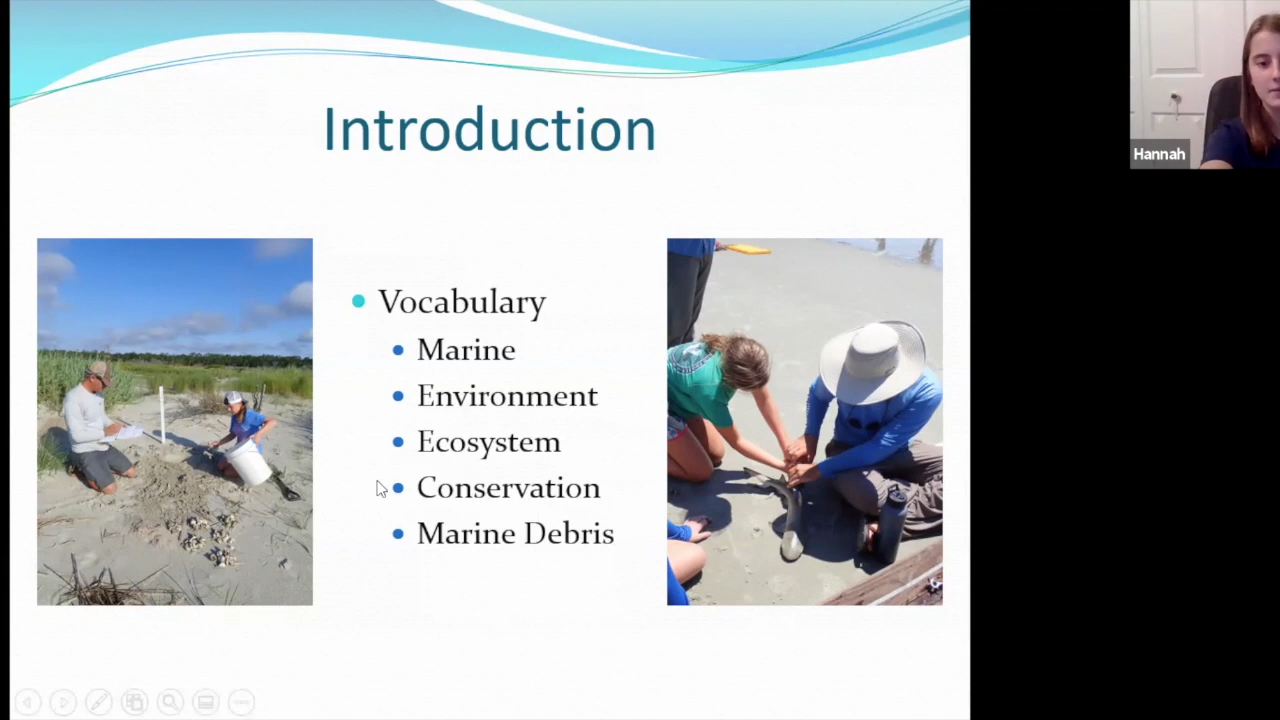 Introduction
Vocabulary
Marine
Environment
Ecosystem
Conservation
Marine Debris
Hannah